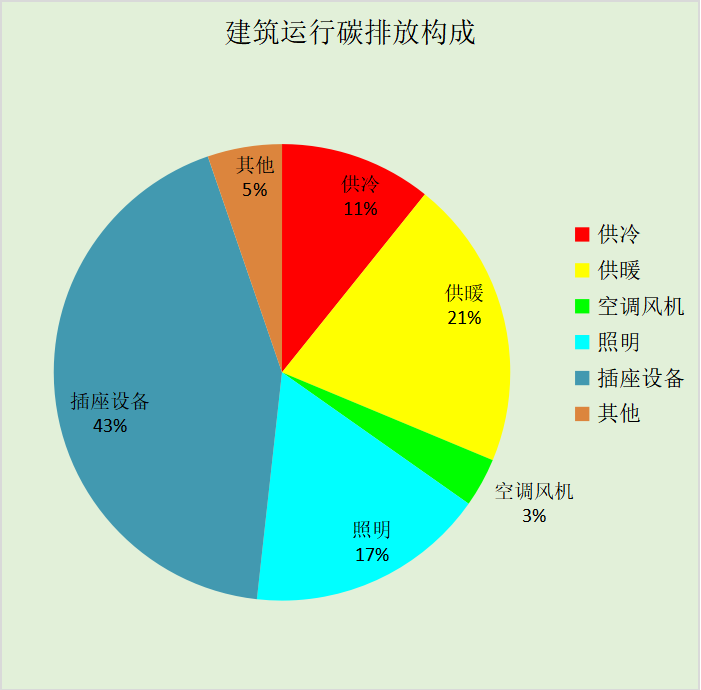 建筑运行碳排放构成
其他
5%
供冷
11%
供暖
21%
空调风机
3%
照明
17%
插座设备
43%
供冷
供暖
空调风机
照明
插座设备
其他